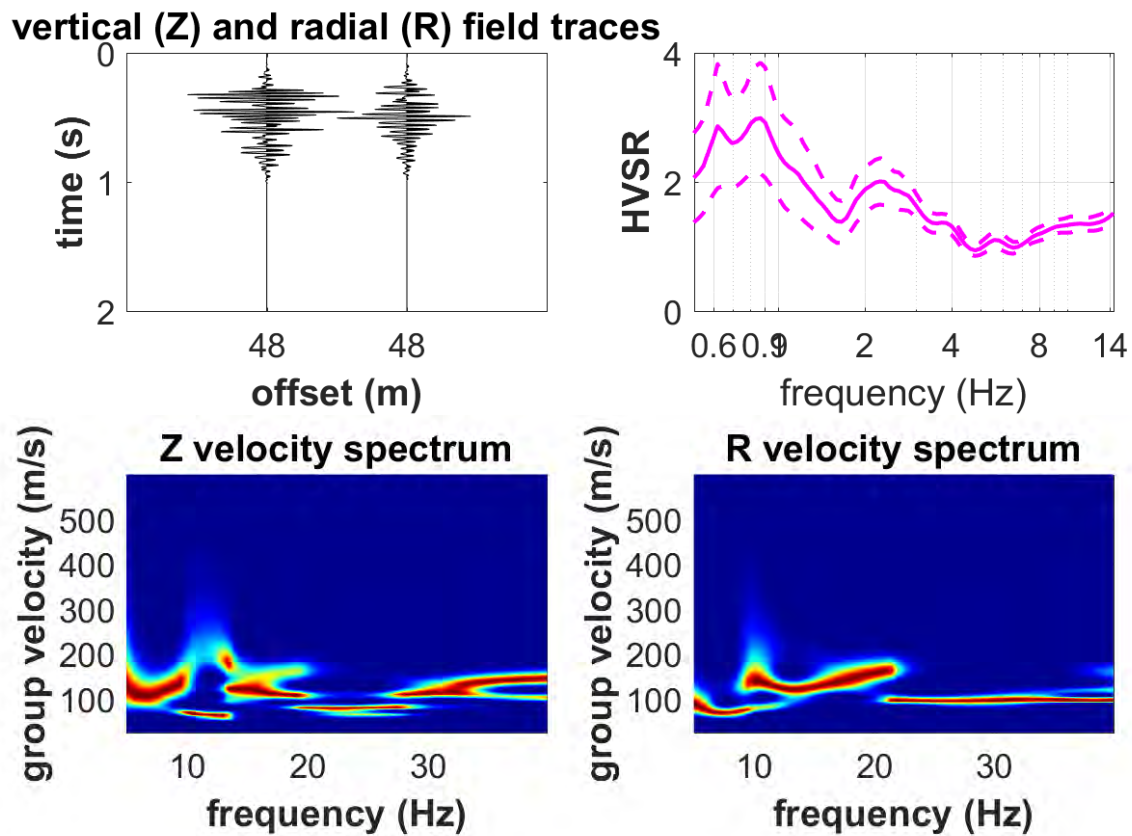 vertical (Z) and radial (R) field traces
0
1
2
time (s)
48 48
offset (m)
4
2
0
HVSR
0.6 0.9 1 2 4 8 14
frequency (Hz)
Z velocity spectrum
500
400
300
200
100
group velocity (m/s)
10 20 30
frequency (Hz)
R velocity spectrum
500
400
300
200
100
group velocity (m/s)
10 20 30
frequency (Hz)